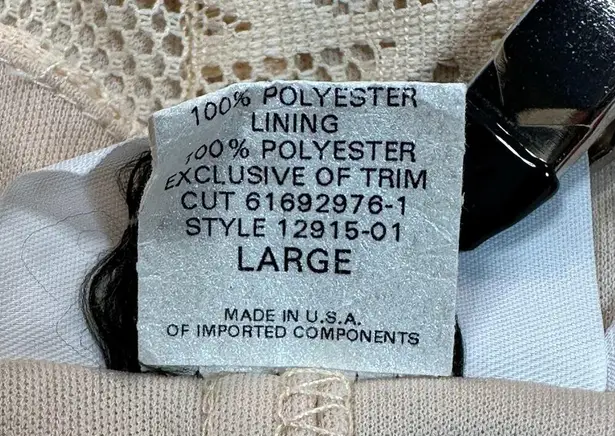 100% POLYESTER
LINING
100% POLYESTER
EXCLUSIVE OF TRIM
CUT 61692976-1
STYLE 12915-01
LARGE
MADE IN U.S.A.
OF IMPORTED COMPONENTS